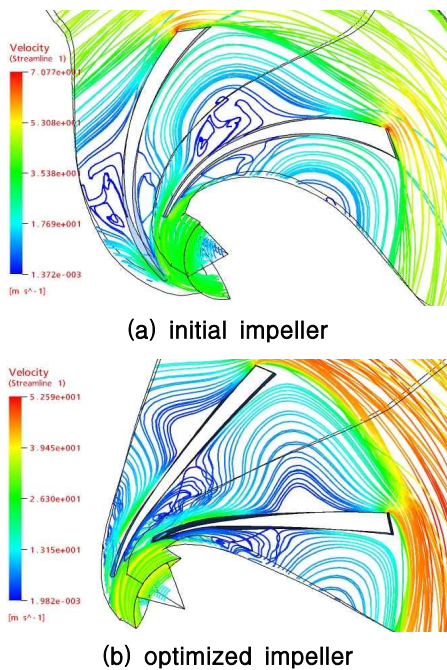 Velocity
(Streamline 1)
7.077e+001
5.308e+001
3.538e+001
1.769e+001
1.372e-003
[m s^-1]
(a) initial impeller
Velocity
(Streamline 1)
5.259e+001
3.945e+001
2.630e+001
1.315e+001
1.982e-003
[m s^-1]
(b) optimized impeller